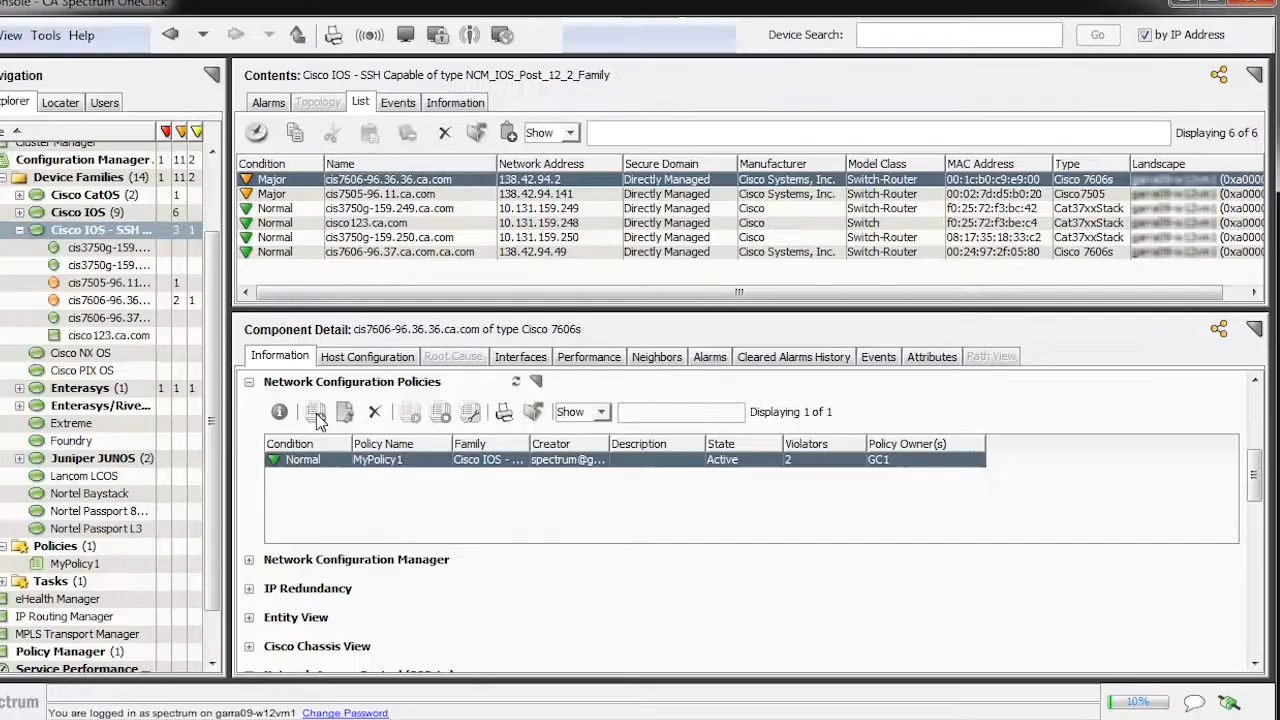 onsole - CA Spectrum OneClick
View Tools Help
Device Search: Go by IP Address
avigation
xplorer Locater Users
Configuration Manager. 1 11 2
Device Families (14) 1 11 2
Cisco CatOS (2) 1
Cisco IOS (9) 6
Cisco IOS - SSH ... 3 1
cis3750g-159....
cis3750g-159....
cis7505-96.11... 1
cis7606-96.36... 2 1
cis7606-96.37...
cisco123.ca.com
Cisco NX OS
Cisco PIX OS
Enterasys (1) 1 1 1
Enterasys/Rive...
Extreme
Foundry
Juniper JUNOS (2)
Lancom LCOS
Nortel Baystack
Nortel Passport 8...
Nortel Passport L3
Policies (1)
MyPolicy1
Tasks (1)
eHealth Manager
IP Routing Manager
MPLS Transport Manager
Policy Manager (1)
Service Performance
Contents: Cisco IOS - SSH Capable of type NCM_IOS_Post_12_2_Family
Alarms Topology List Events Information
Show Displaying 6 of 6
Condition Name Network Address Secure Domain Manufacturer Model Class MAC Address Type Landscape
Major cis7606-96.36.36.ca.com 138.42.94.2 Directly Managed Cisco Systems, Inc. Switch-Router 00:1c:b0:c9:e9:00 Cisco 7606s (0xa000
Major cis7505-96.11.ca.com 138.42.94.141 Directly Managed Cisco Systems, Inc. Switch-Router 00:02:7d:d5:b0:20 Cisco7505 (0xa000
Normal cis3750g-159.249.ca.com 10.131.159.249 Directly Managed Cisco Switch-Router f0:25:72:f3:bc:42 Cat37xxStack (0xa000
Normal cisco123.ca.com 10.131.159.248 Directly Managed Cisco Switch f0:25:72:f3:bc:c4 Cat37xxStack (0xa000
Normal cis3750g-159.250.ca.com 10.131.159.250 Directly Managed Cisco Switch-Router 08:17:35:18:33:c2 Cat37xxStack (0xa000
Normal cis7606-96.37.ca.com.ca.com 138.42.94.49 Directly Managed Cisco Systems, Inc. Switch-Router 00:24:97:2f:05:80 Cisco 7606s (0xa000
Component Detail: cis7606-96.36.36.ca.com of type Cisco 7606s
Information Host Configuration Root Cause Interfaces Performance Neighbors Alarms Cleared Alarms History Events Attributes Path View
Network Configuration Policies
Show Displaying 1 of 1
Condition Policy Name Family Creator Description State Violators Policy Owner(s)
Normal MyPolicy1 Cisco IOS - ... spectrum@g... Active 2 GC1
Network Configuration Manager
IP Redundancy
Entity View
Cisco Chassis View
ctrum
You are logged in as spectrum on garra09-w12vm1 Change Password
10%